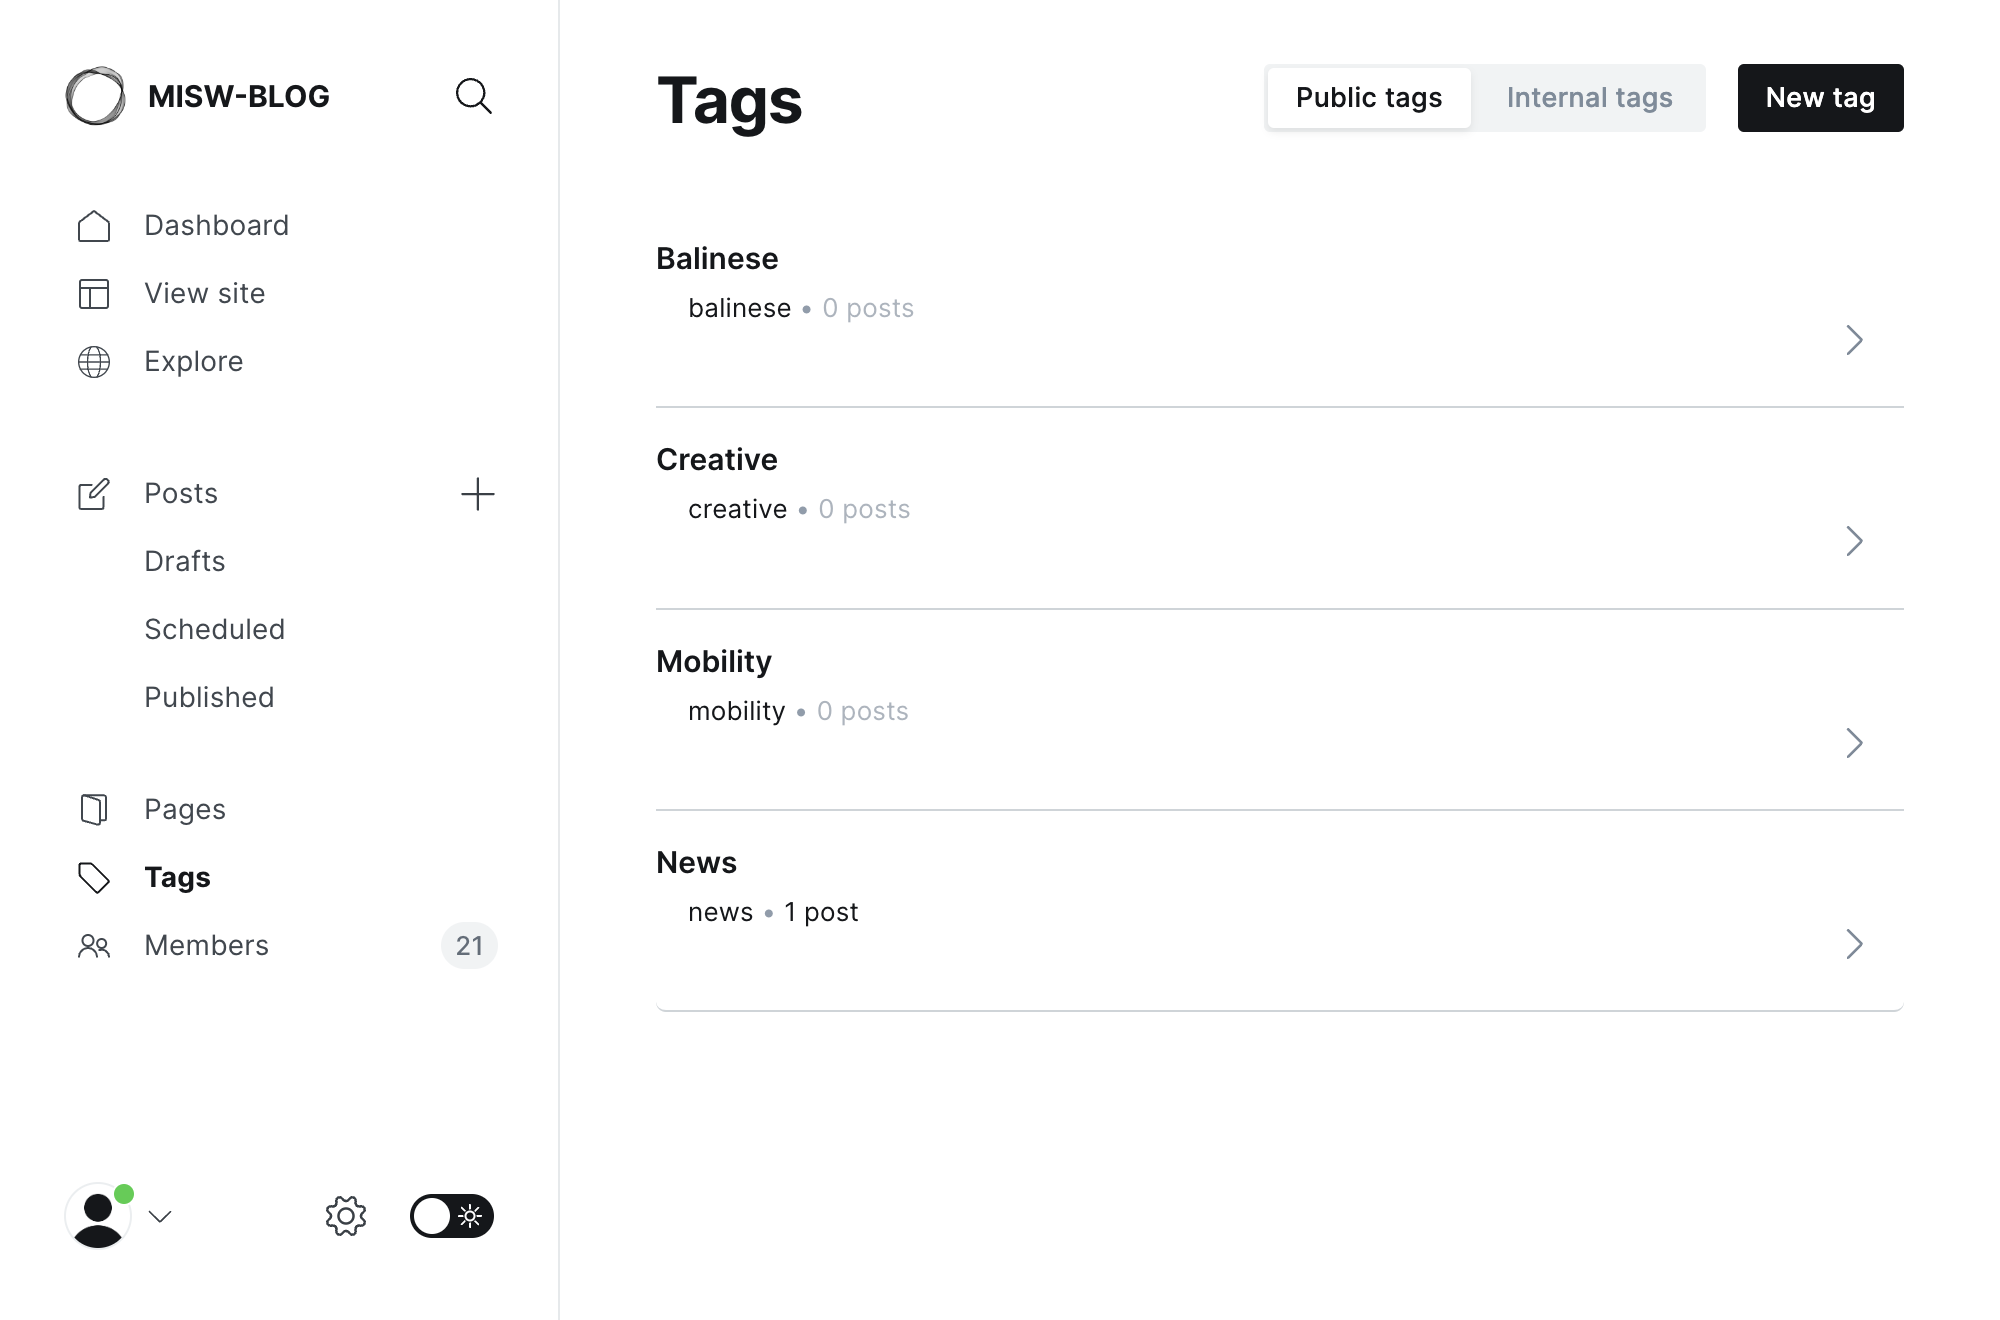 MISW-BLOG
Dashboard
View site
Explore
Posts
Drafts
Scheduled
Published
Pages
Tags
Members 21
Tags
Public tags Internal tags New tag
Balinese
balinese • 0 posts
Creative
creative • 0 posts
Mobility
mobility • 0 posts
News
news • 1 post